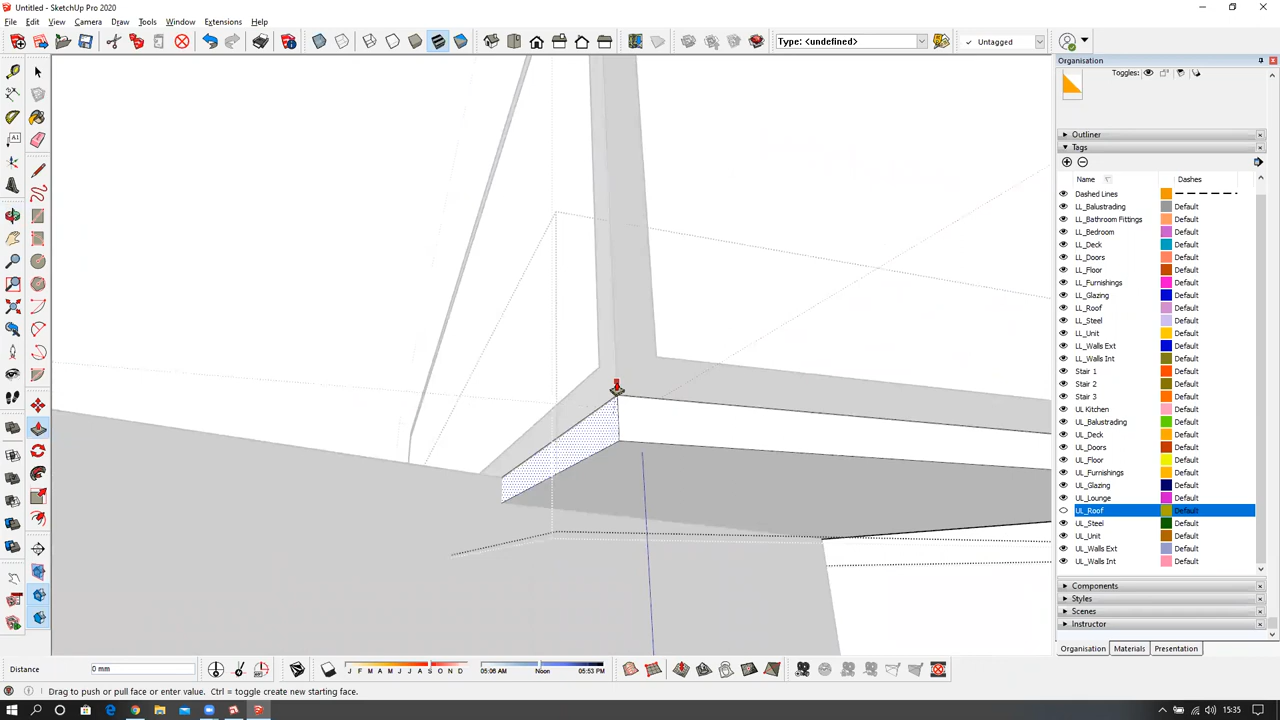 Untitled - SketchUp Pro 2020
File Edit View Camera Draw Tools Window Extensions Help
Type: <undefined>
Untagged
Organisation
Toggles:
Outliner
Tags
Name Dashes
Dashed Lines
LL_Balustrading Default
LL_Bathroom Fittings Default
LL_Bedroom Default
LL_Deck Default
LL_Doors Default
LL_Floor Default
LL_Furnishings Default
LL_Glazing Default
LL_Roof Default
LL_Steel Default
LL_Unit Default
LL_Walls Ext Default
LL_Walls Int Default
Stair 1 Default
Stair 2 Default
Stair 3 Default
UL Kitchen Default
UL_Balustrading Default
UL_Deck Default
UL_Doors Default
UL_Floor Default
UL_Furnishings Default
UL_Glazing Default
UL_Lounge Default
UL_Roof Default
UL_Steel Default
UL_Unit Default
UL_Walls Ext Default
UL_Walls Int Default
Components
Styles
Scenes
Instructor
Organisation Materials Presentation
Distance 0 mm
J F M A M J J A S O N D
05:06 AM Noon 05:53 PM
Drag to push or pull face or enter value. Ctrl = toggle create new starting face.
15:35